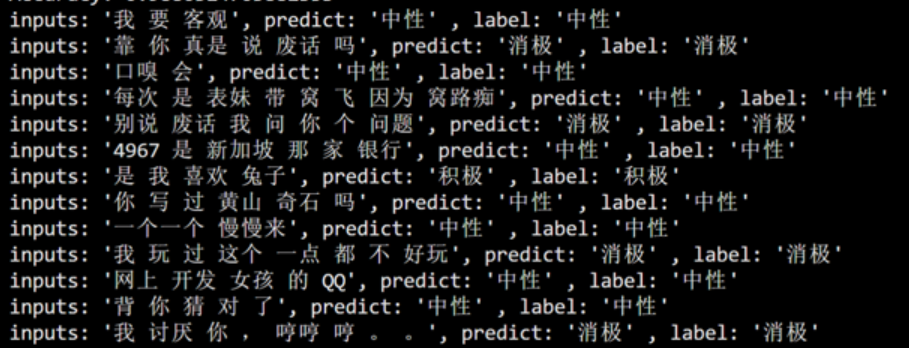 inputs: '我 要 客观', predict: '中性' , label: '中性'
inputs: '靠 你 真是 说 废话 吗', predict: '消极' , label: '消极'
inputs: '口嗅 会', predict: '中性' , label: '中性'
inputs: '每次 是 表妹 带 窝 飞 因为 窝路痴', predict: '中性' , label: '中性'
inputs: '别说 废话 我 问 你 个 问题', predict: '消极' , label: '消极'
inputs: '4967 是 新加坡 那 家 银行', predict: '中性' , label: '中性'
inputs: '是 我 喜欢 兔子', predict: '积极' , label: '积极'
inputs: '你 写 过 黄山 奇石 吗', predict: '中性' , label: '中性'
inputs: '一个一个 慢慢来', predict: '中性' , label: '中性'
inputs: '我 玩 过 这个 一点 都 不 好玩', predict: '消极' , label: '消极'
inputs: '网上 开发 女孩 的 QQ', predict: '中性' , label: '中性'
inputs: '背 你 猜 对 了', predict: '中性' , label: '中性'
inputs: '我 讨厌 你 ， 哼哼 哼 。 。', predict: '消极' , label: '消极'